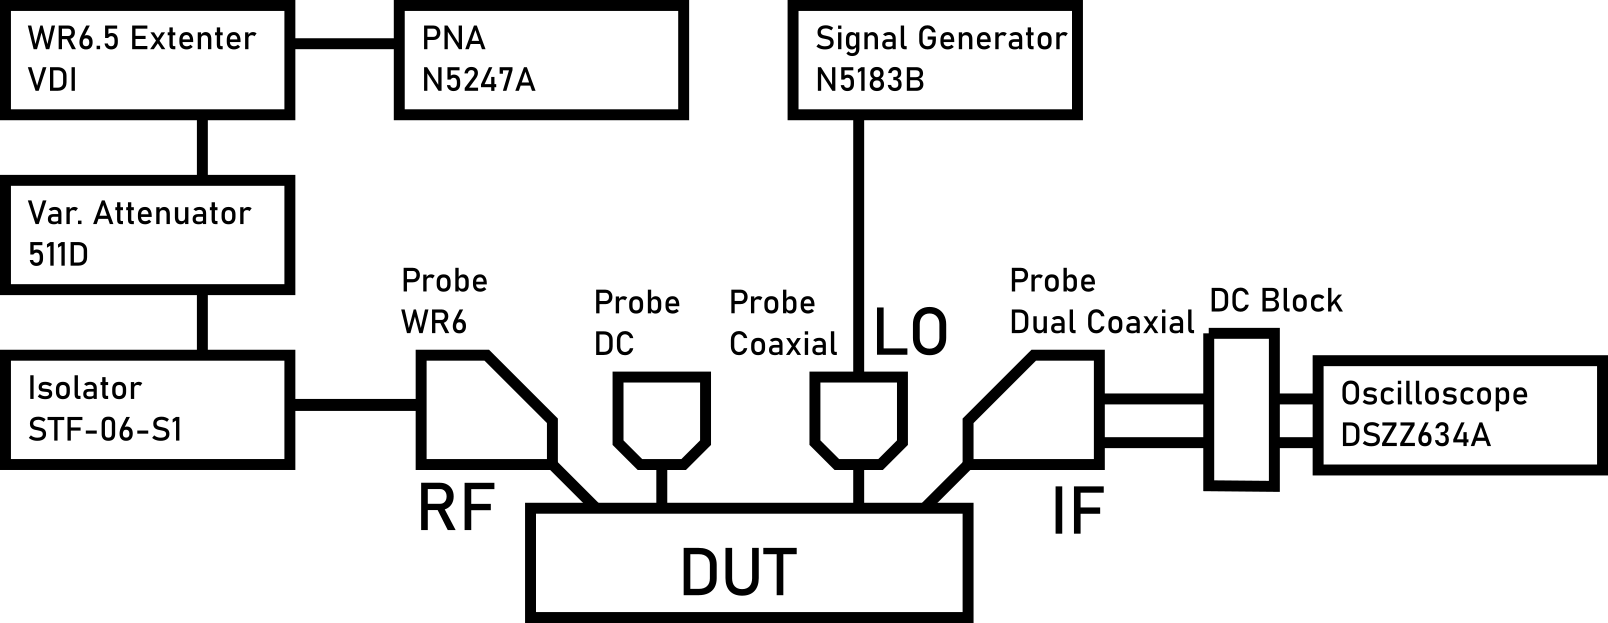 WR6.5 Extenter
VDI
PNA
N5247A
Signal Generator
N5183B
Var. Attenuator
511D
Isolator
STF-06-S1
Probe
WR6
RF
Probe
DC
Probe
Coaxial
LO
Probe
Dual Coaxial
IF
DC Block
Oscilloscope
DSZZ634A
DUT